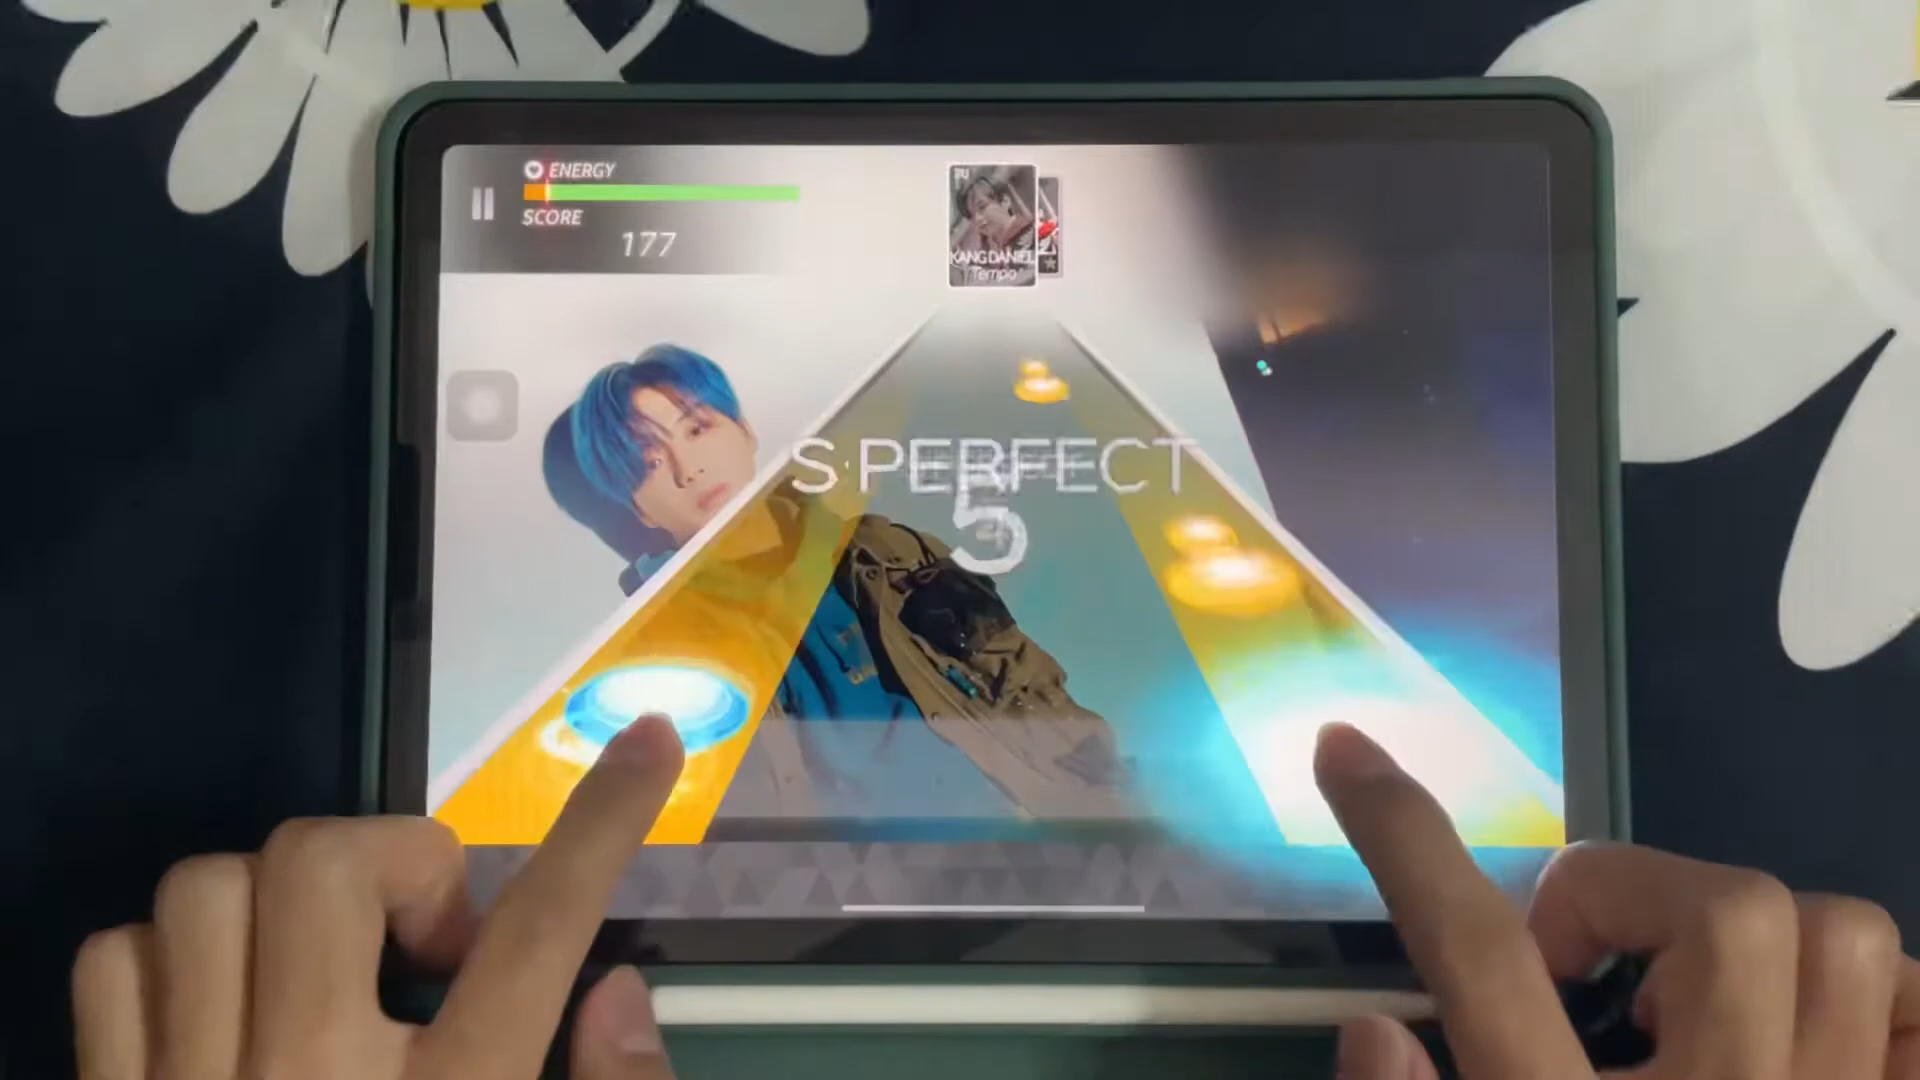 ENERGY
SCORE
177
KANG DANIEL
Tempo
S PERFECT
5